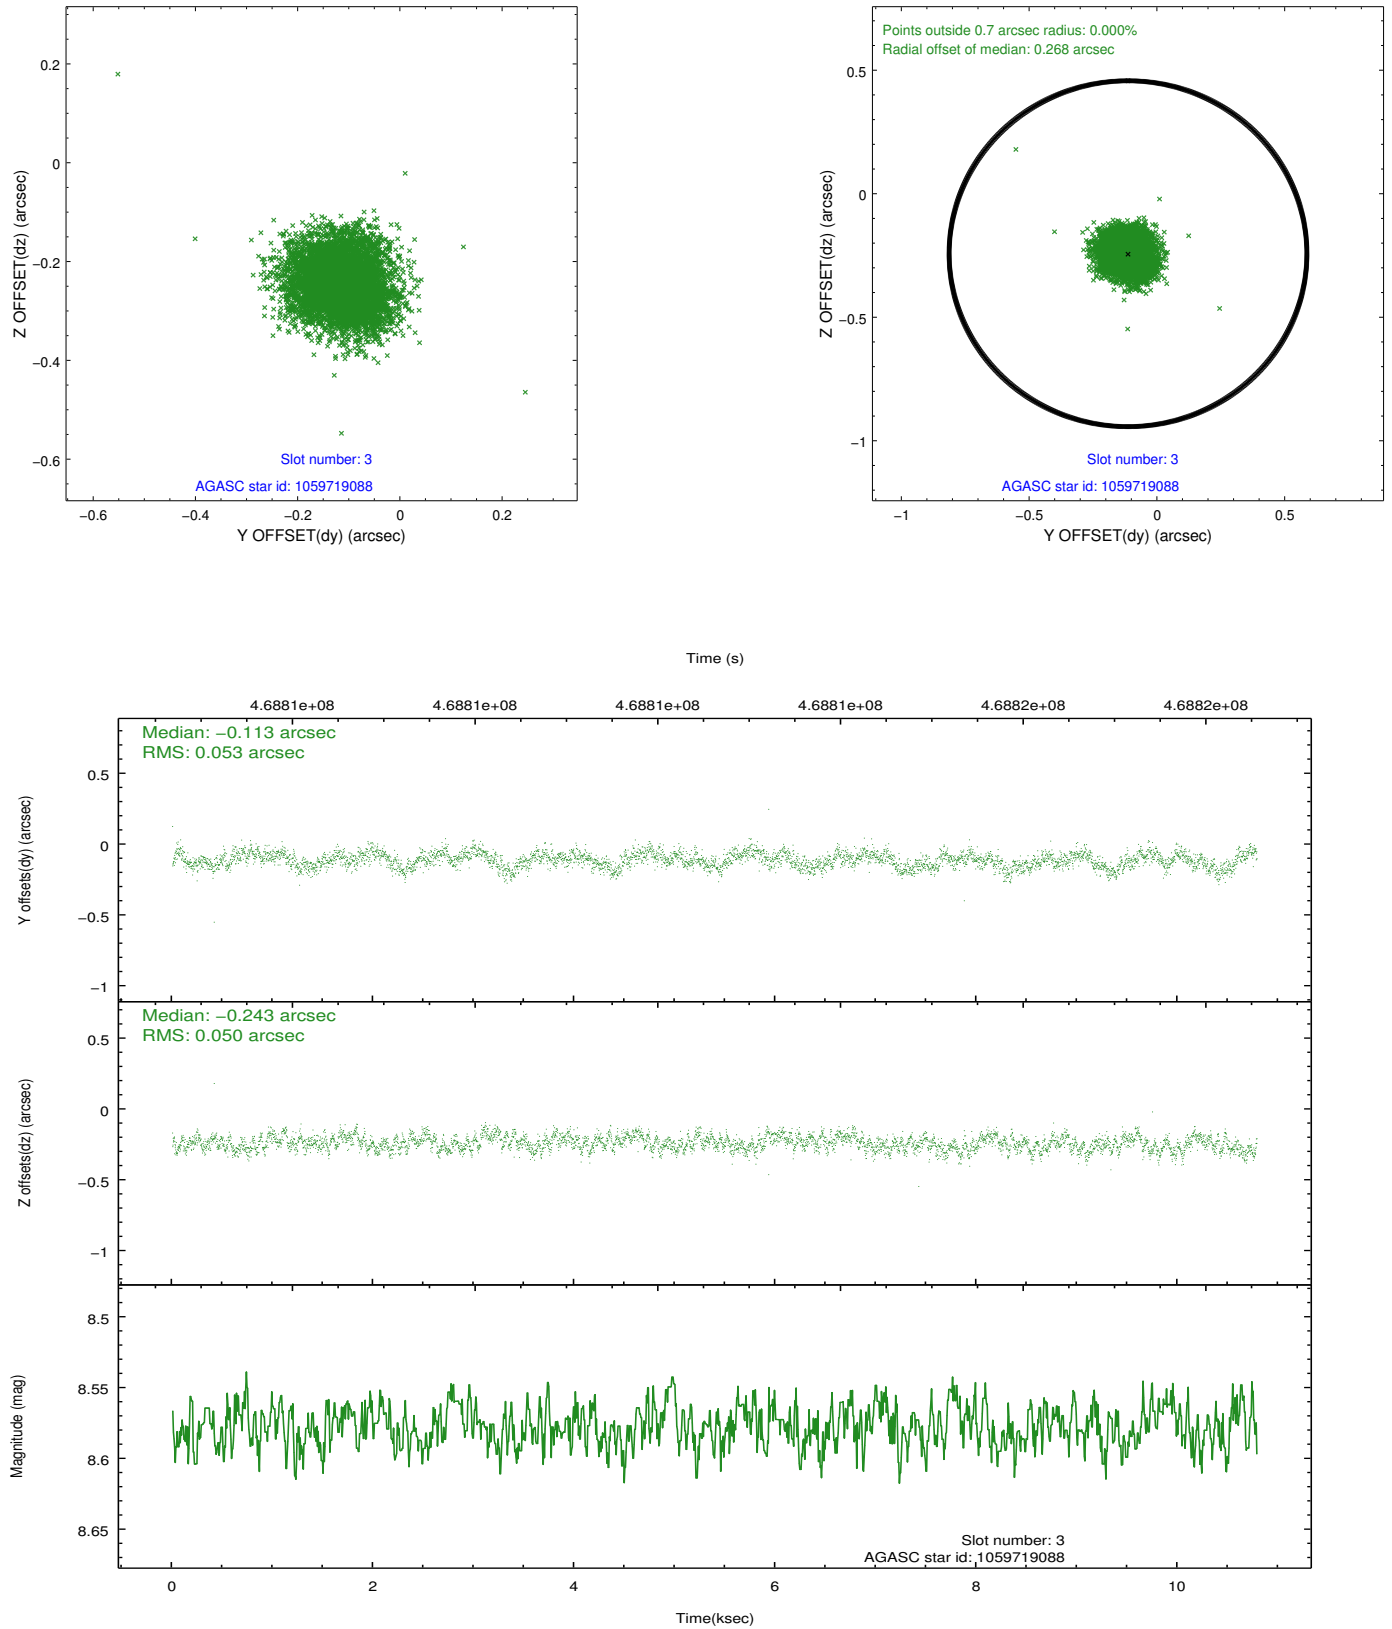 0.2
0
−0.2
−0.4
−0.6
Z OFFSET(dz) (arcsec)
Slot number: 3
AGASC star id: 1059719088
−0.6 −0.4 −0.2 0 0.2
Y OFFSET(dy) (arcsec)
Points outside 0.7 arcsec radius: 0.000%
Radial offset of median: 0.268 arcsec
0.5
0
−0.5
−1
Z OFFSET(dz) (arcsec)
Slot number: 3
AGASC star id: 1059719088
−1 −0.5 0 0.5
Y OFFSET(dy) (arcsec)
Time (s)
4.6881e+08 4.6881e+08 4.6881e+08 4.6881e+08 4.6882e+08 4.6882e+08
Median: −0.113 arcsec
RMS: 0.053 arcsec
0.5
0
−0.5
−1
Y offsets(dy) (arcsec)
Median: −0.243 arcsec
RMS: 0.050 arcsec
0.5
0
−0.5
−1
Z offsets(dz) (arcsec)
8.5
8.55
8.6
8.65
Magnitude (mag)
Slot number: 3
AGASC star id: 1059719088
0 2 4 6 8 10
Time(ksec)